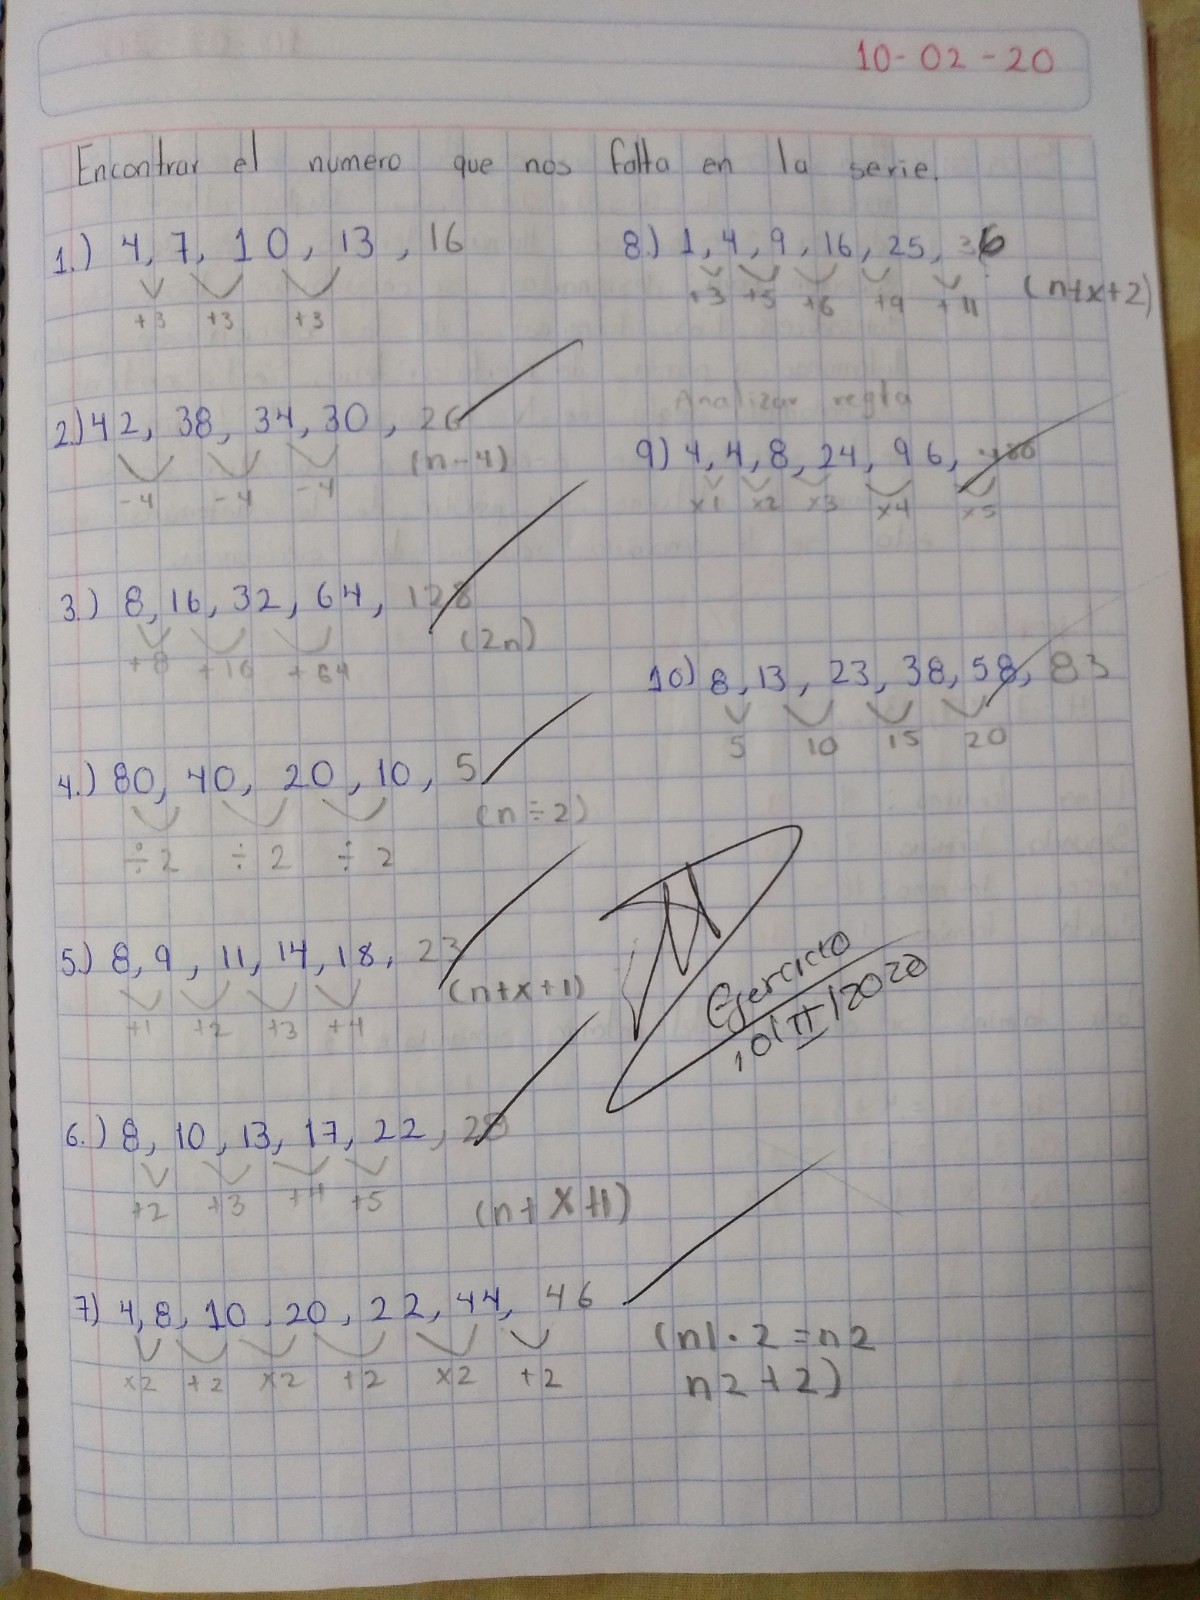 10-02-20
Encontrar el numero que nos falta en la serie.
1.) 4, 7, 10, 13, 16
+3 +3 +3
2) 42, 38, 34, 30, 26
(n-4)
-4 -4 -4
3.) 8, 16, 32, 64, 128
(2n)
+8 +16 +64
4.) 80, 40, 20, 10, 5
(n÷2)
÷2 ÷2 ÷2
5.) 8, 9, 11, 14, 18, 23
(n+x+1)
+1 +2 +3 +4
6.) 8, 10, 13, 17, 22, 28
+2 +3 +4 +5
(n+x+1)
7) 4, 8, 10, 20, 22, 44, 46
x2 +2 x2 +2 x2 +2
(n)·2=n2
n2+2)
8.) 1, 4, 9, 16, 25, 36
+3 +5 +6 +9 +11
(n+x+2)
Analizar regla
9) 4, 4, 8, 24, 96, 480
x1 x2 x3 x4 x5
10) 8, 13, 23, 38, 58, 83
5 10 15 20
Ejercicio
10/II/2020